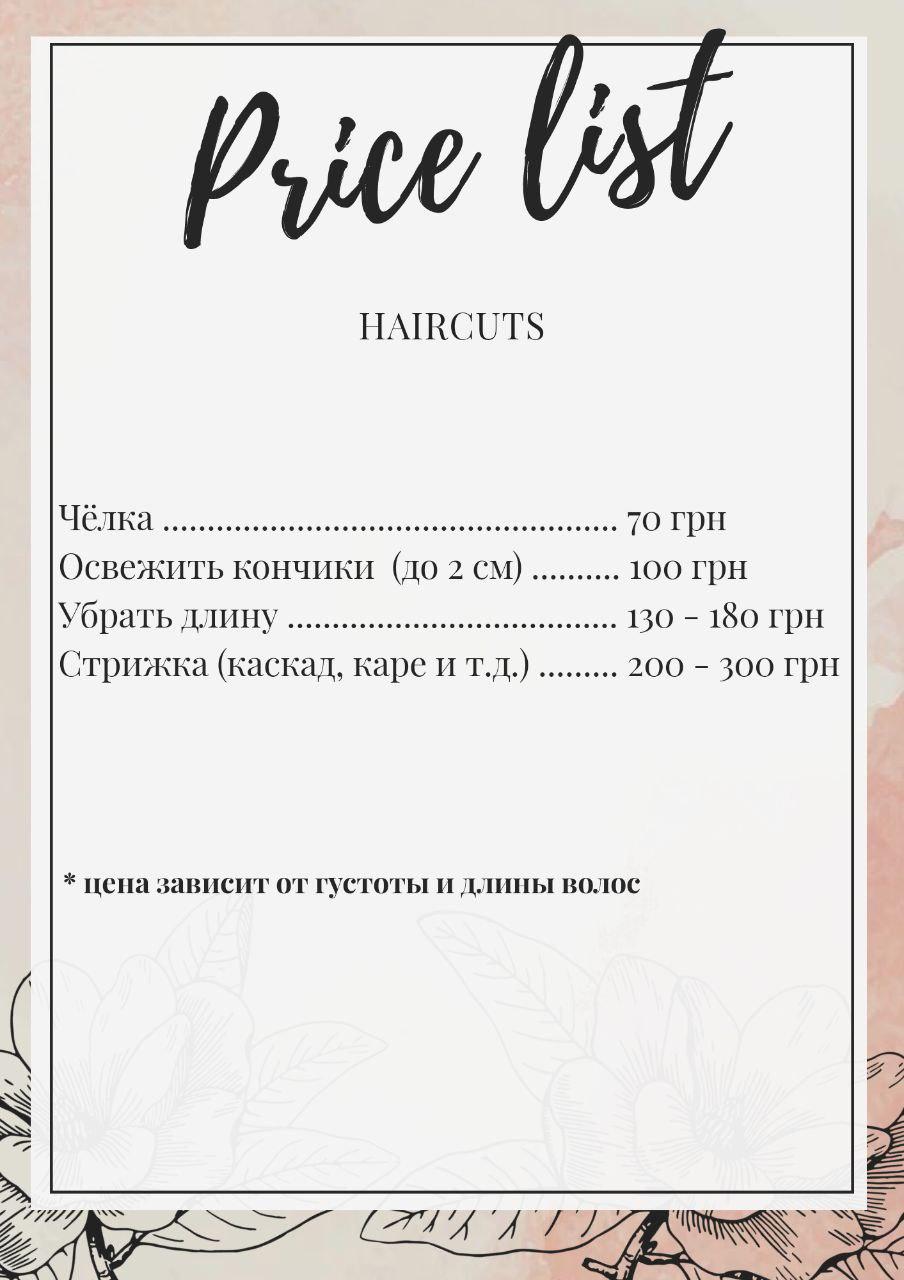 Price list
HAIRCUTS
Чёлка ................................................... 70 грн
Освежить кончики (до 2 см) .......... 100 грн
Убрать длину ..................................... 130 - 180 грн
Стрижка (каскад, каре и т.д.) ......... 200 - 300 грн
* цена зависит от густоты и длины волос